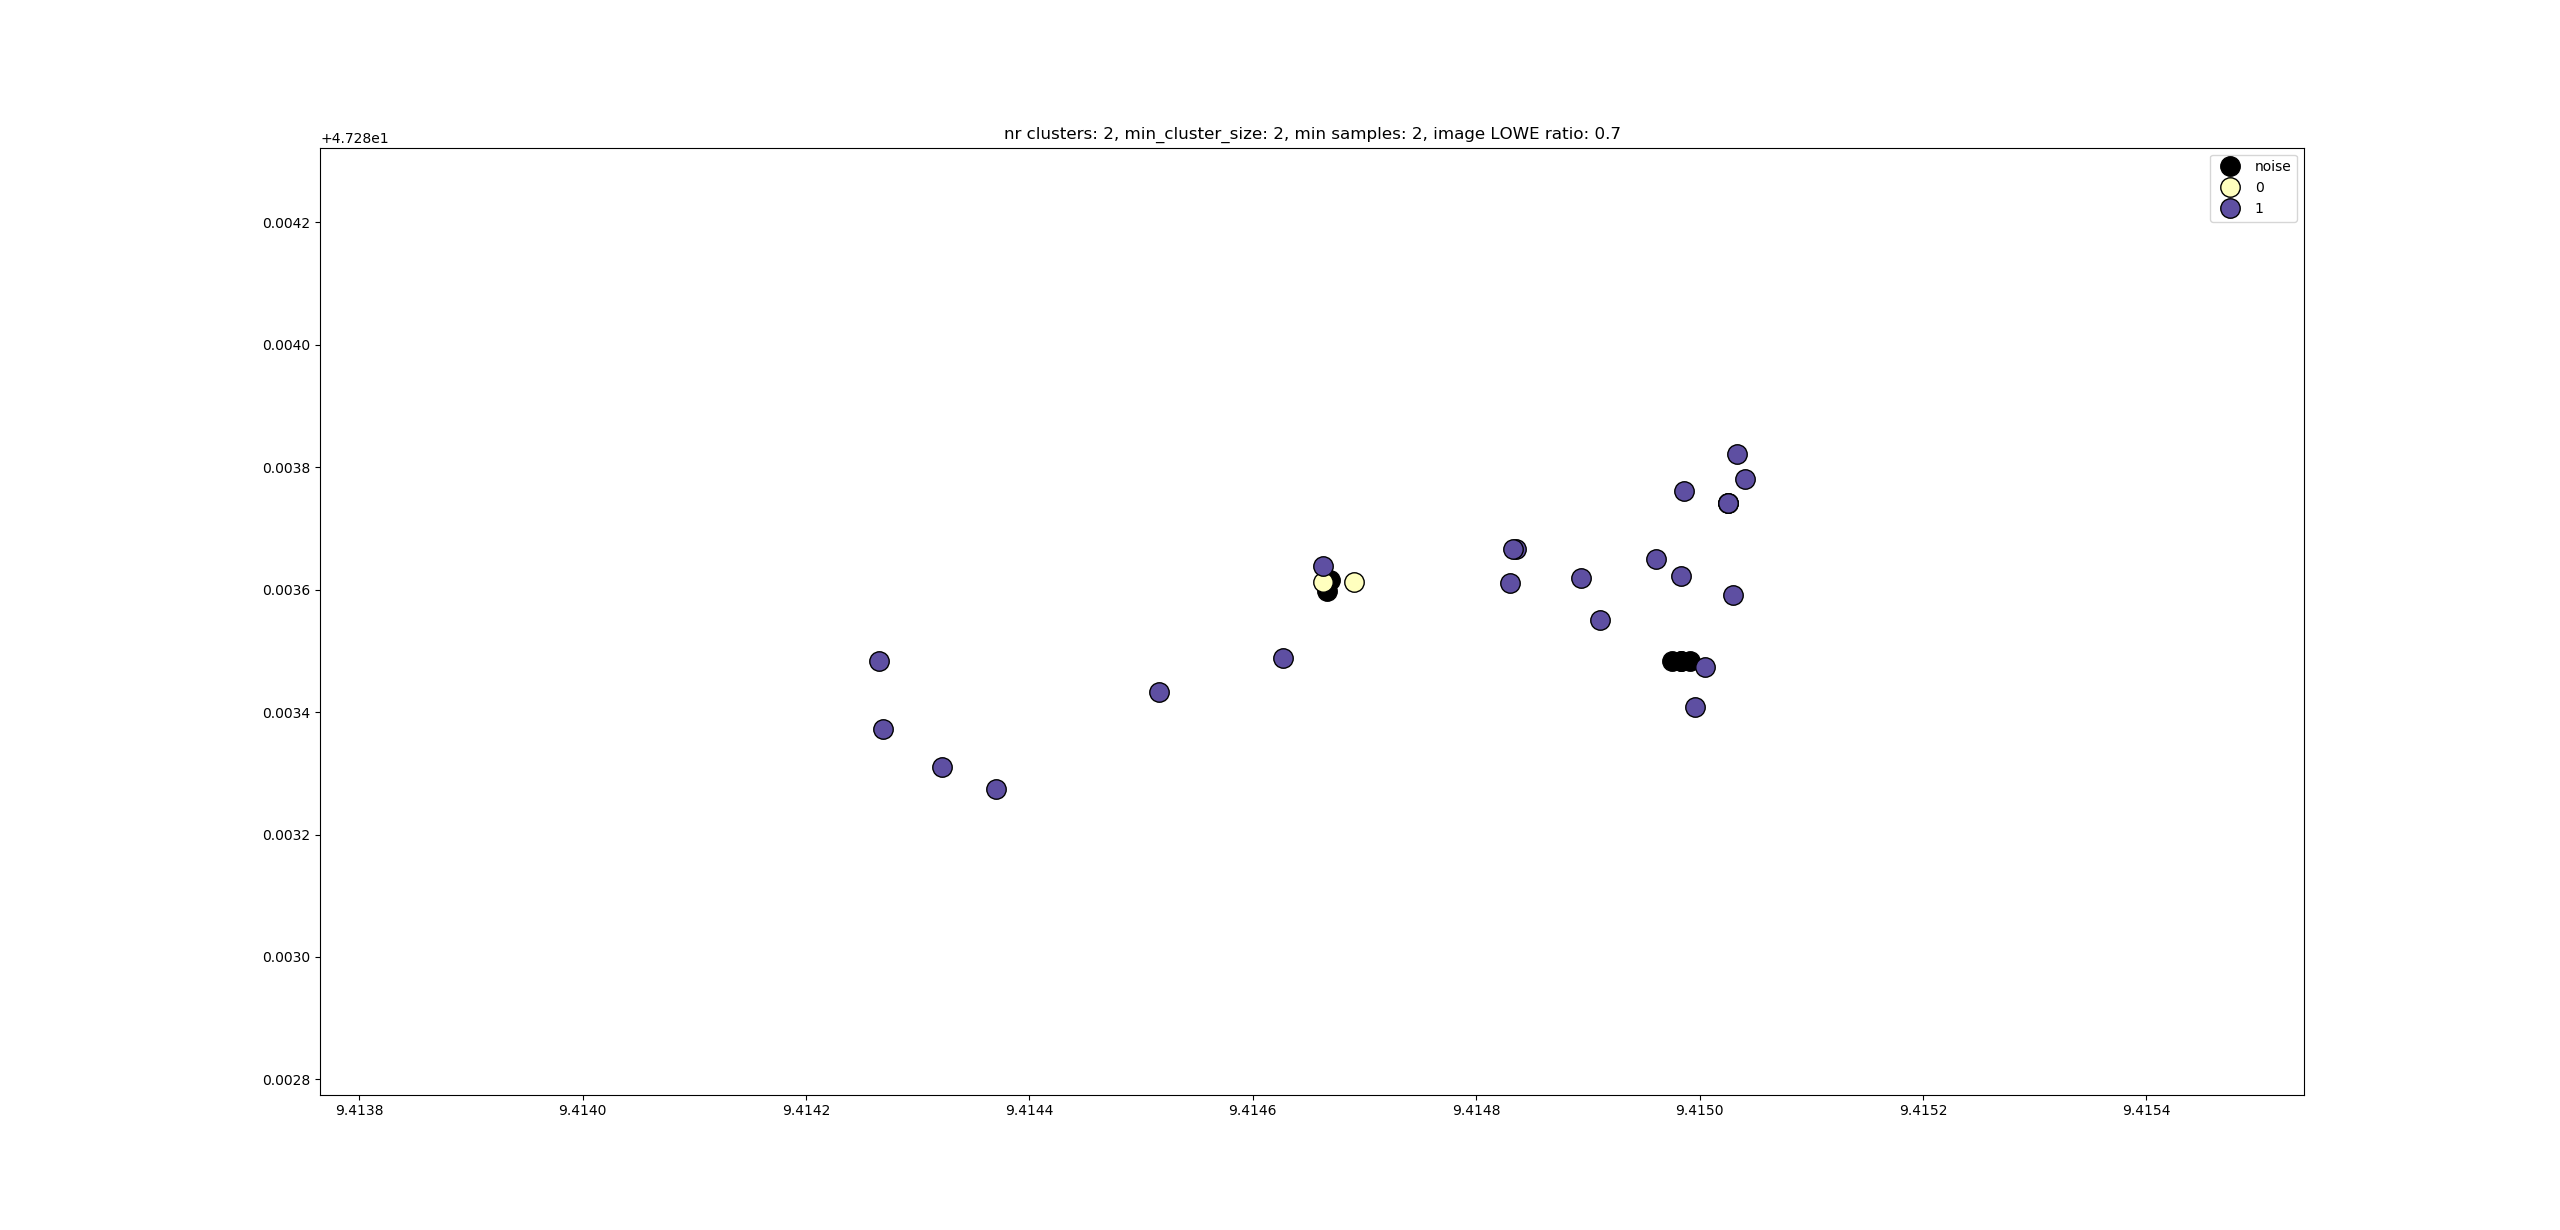 nr clusters: 2, min_cluster_size: 2, min samples: 2, image LOWE ratio: 0.7
+4.728e1
noise
0
1
0.0042
0.0040
0.0038
0.0036
0.0034
0.0032
0.0030
0.0028
9.4138 9.4140 9.4142 9.4144 9.4146 9.4148 9.4150 9.4152 9.4154